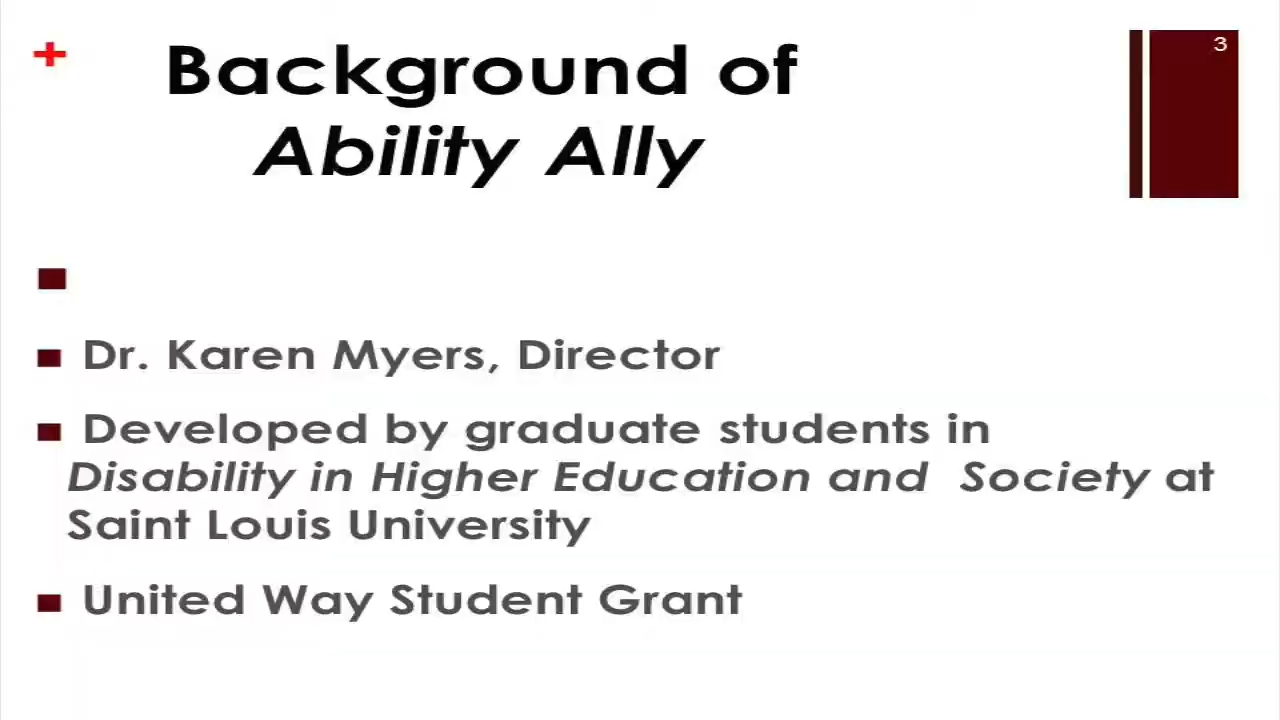 +
Background of
Ability Ally
3
Dr. Karen Myers, Director
Developed by graduate students in
Disability in Higher Education and Society at
Saint Louis University
United Way Student Grant